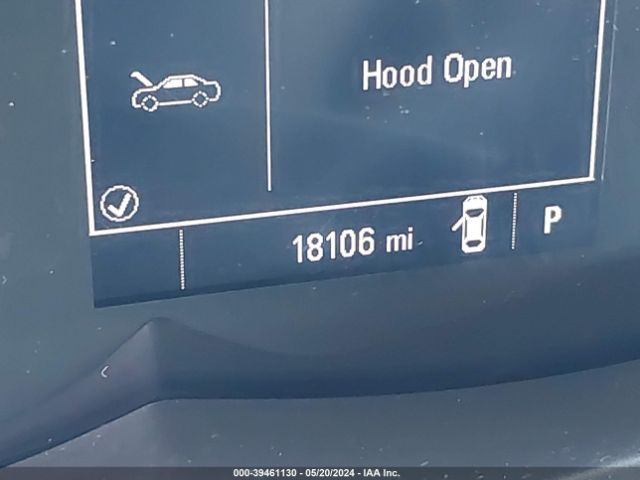 Hood Open
18106 mi
P
000-39461130 - 05/20/2024 - IAA Inc.